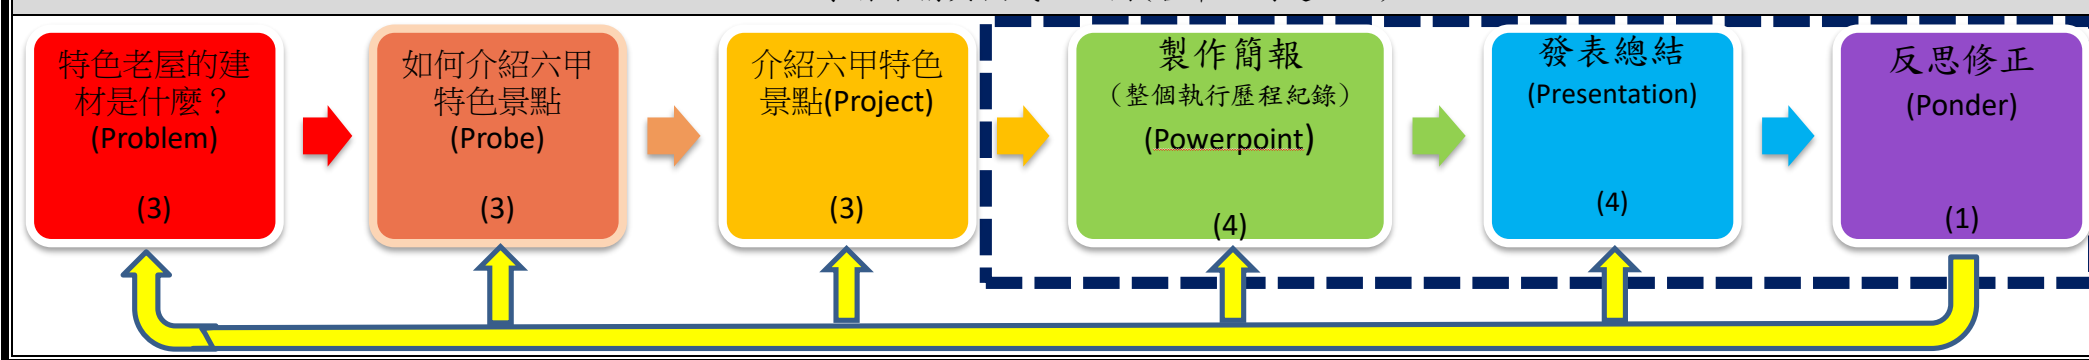 特色老屋的建
材是什麼？
(Problem)
(3)
如何介紹六甲
特色景點
(Probe)
(3)
介紹六甲特色
景點(Project)
(3)
製作簡報
（整個執行歷程紀錄）
(Powerpoint)
(4)
發表總結
(Presentation)
(4)
反思修正
(Ponder)
(1)